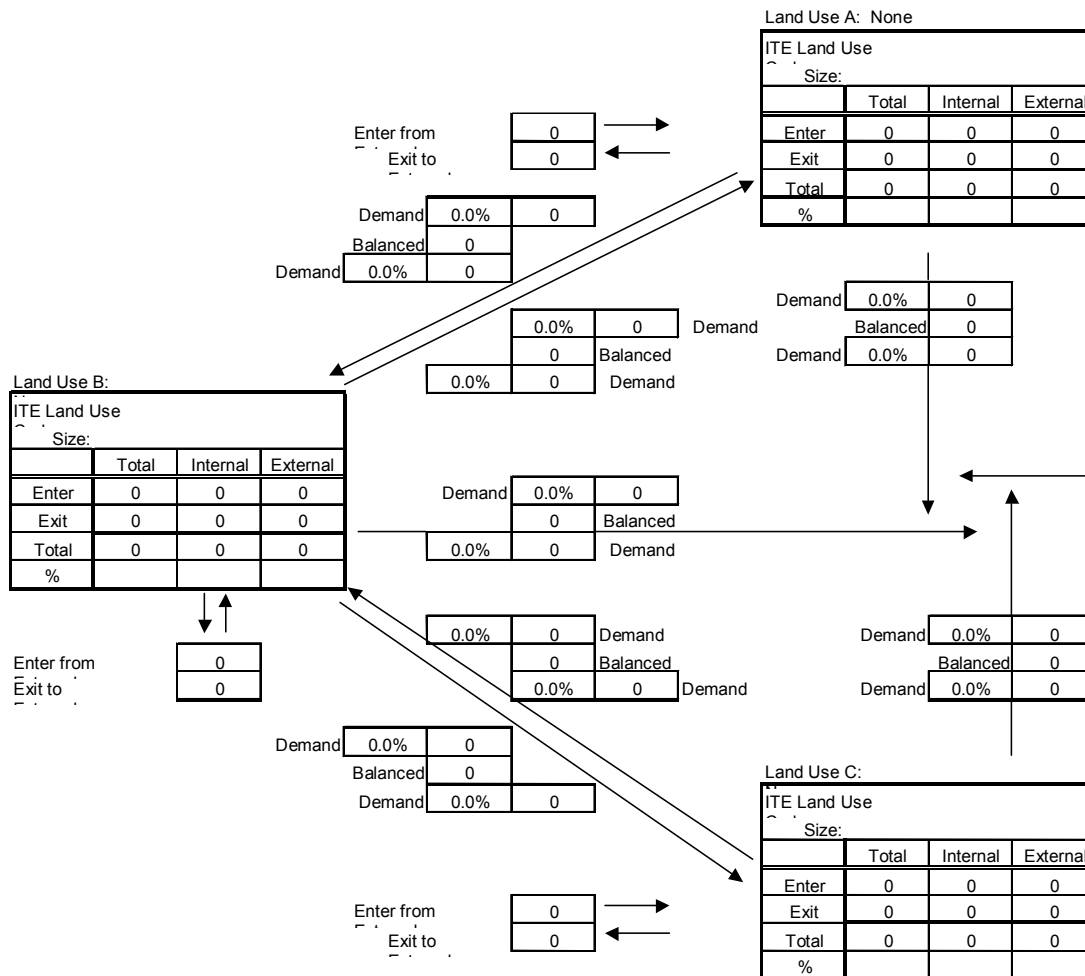 Land Use A: None
ITE Land Use
Size:
Total Internal External
Enter 0 0 0
Exit 0 0 0
Total 0 0 0
%
Enter from 0
Exit to 0
Demand 0.0% 0
Balanced 0
Demand 0.0% 0
Demand 0.0% 0
Balanced 0
Demand 0.0% 0
0.0% 0 Demand
0 Balanced
0.0% 0 Demand
Land Use B:
ITE Land Use
Size:
Total Internal External
Enter 0 0 0
Exit 0 0 0
Total 0 0 0
%
Demand 0.0% 0
0 Balanced
0.0% 0 Demand
Enter from 0
Exit to 0
0.0% 0 Demand
0 Balanced
0.0% 0 Demand
Demand 0.0% 0
Balanced 0
Demand 0.0% 0
Demand 0.0% 0
Balanced 0
Demand 0.0% 0
Land Use C:
ITE Land Use
Size:
Total Internal External
Enter 0 0 0
Exit 0 0 0
Total 0 0 0
%
Enter from 0
Exit to 0